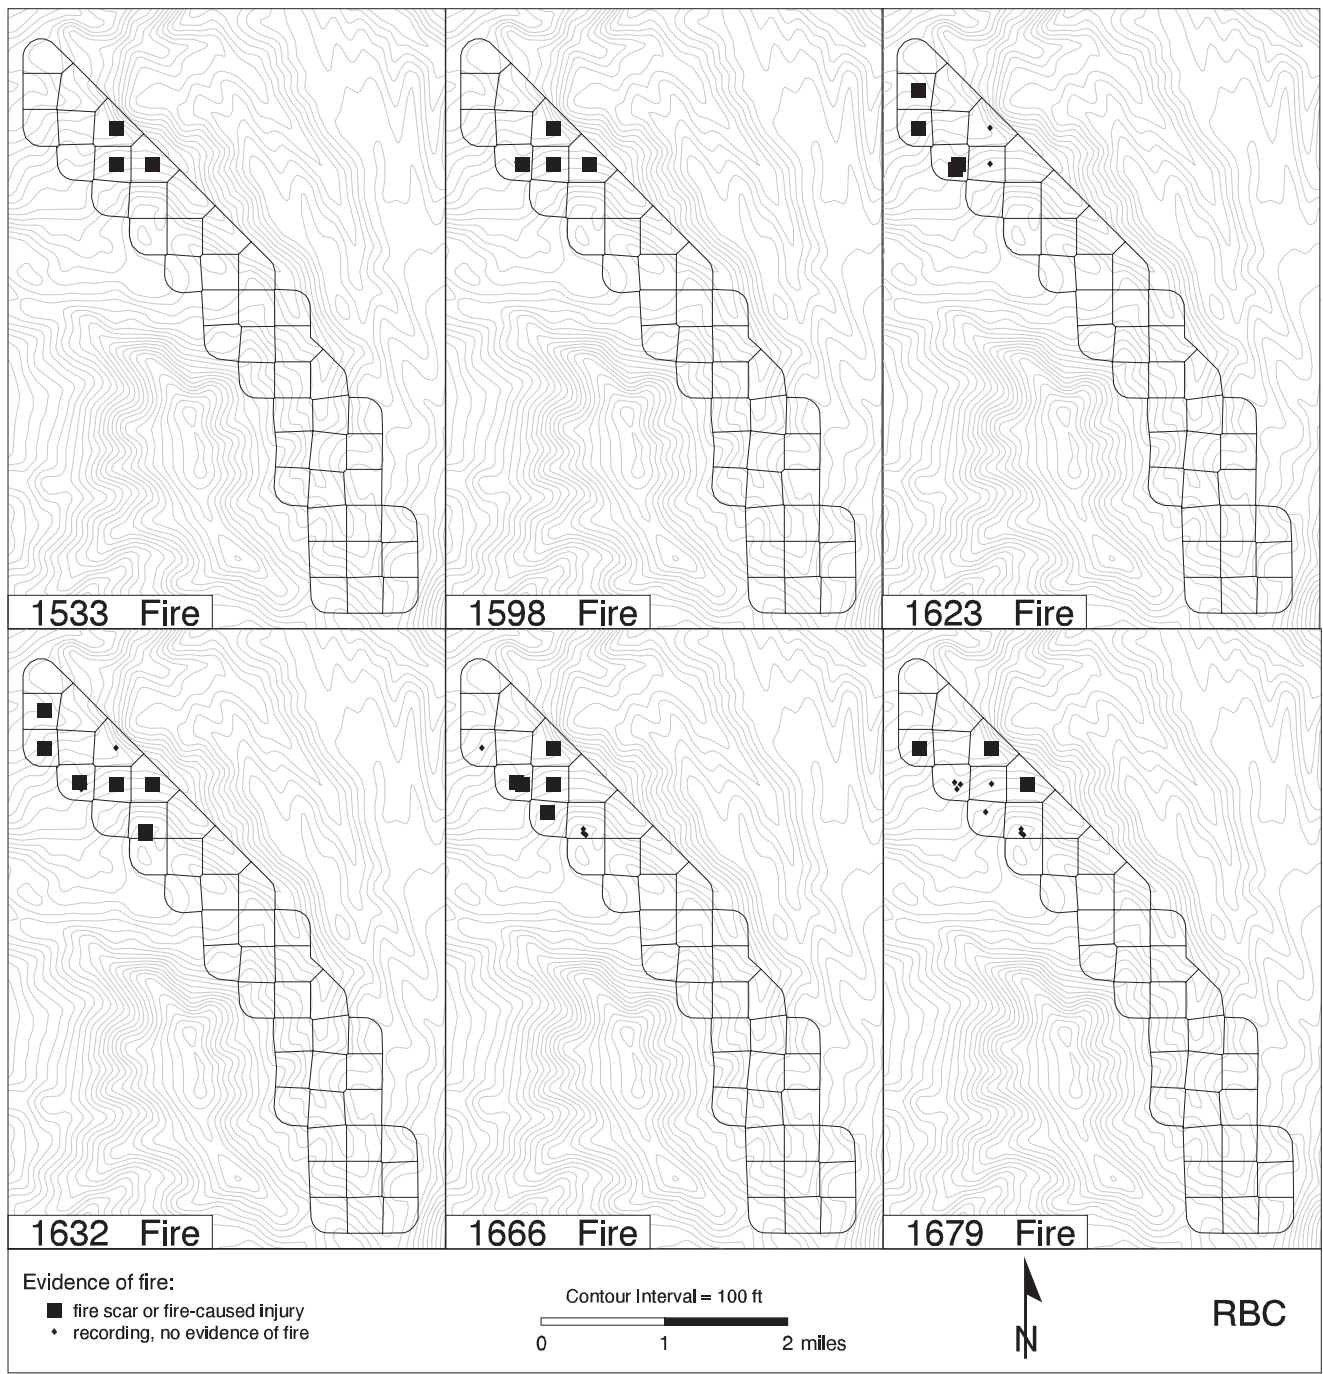 1533 Fire
1598 Fire
1623 Fire
1632 Fire
1666 Fire
1679 Fire
Evidence of fire:
fire scar or fire-caused injury
recording, no evidence of fire
Contour Interval = 100 ft
0 1 2 miles
N
RBC